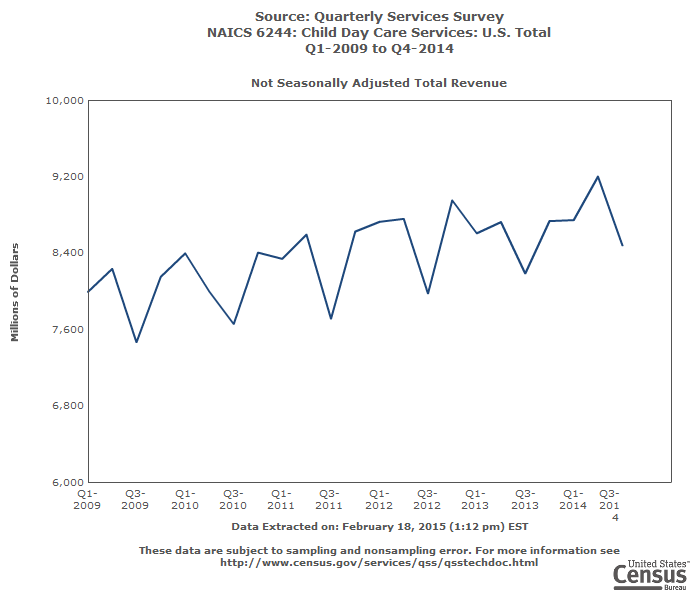 Source: Quarterly Services Survey
NAICS 6244: Child Day Care Services: U.S. Total
Q1-2009 to Q4-2014
Not Seasonally Adjusted Total Revenue
10,000
9,200
8,400
7,600
6,800
6,000
Millions of Dollars
Q1- Q3- Q1- Q3- Q1- Q3- Q1- Q3- Q1- Q3- Q1- Q3-
2009 2009 2010 2010 2011 2011 2012 2012 2013 2013 2014 201
4
Data Extracted on: February 18, 2015 (1:12 pm) EST
These data are subject to sampling and nonsampling error. For more information see
http://www.census.gov/services/qss/qsstechdoc.html
United States®
Census
Bureau